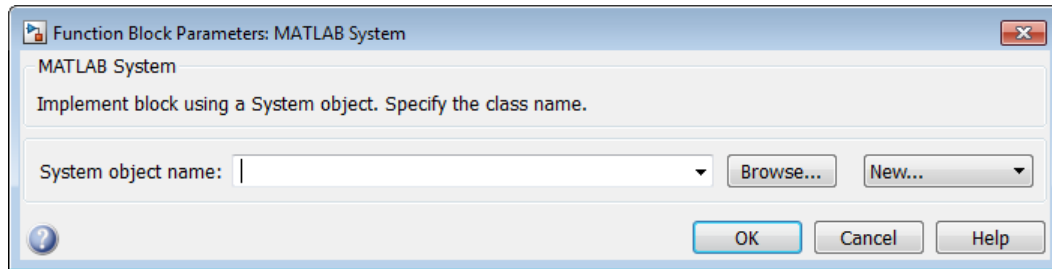 Function Block Parameters: MATLAB System
MATLAB System
Implement block using a System object. Specify the class name.
System object name: Browse... New...
OK Cancel Help